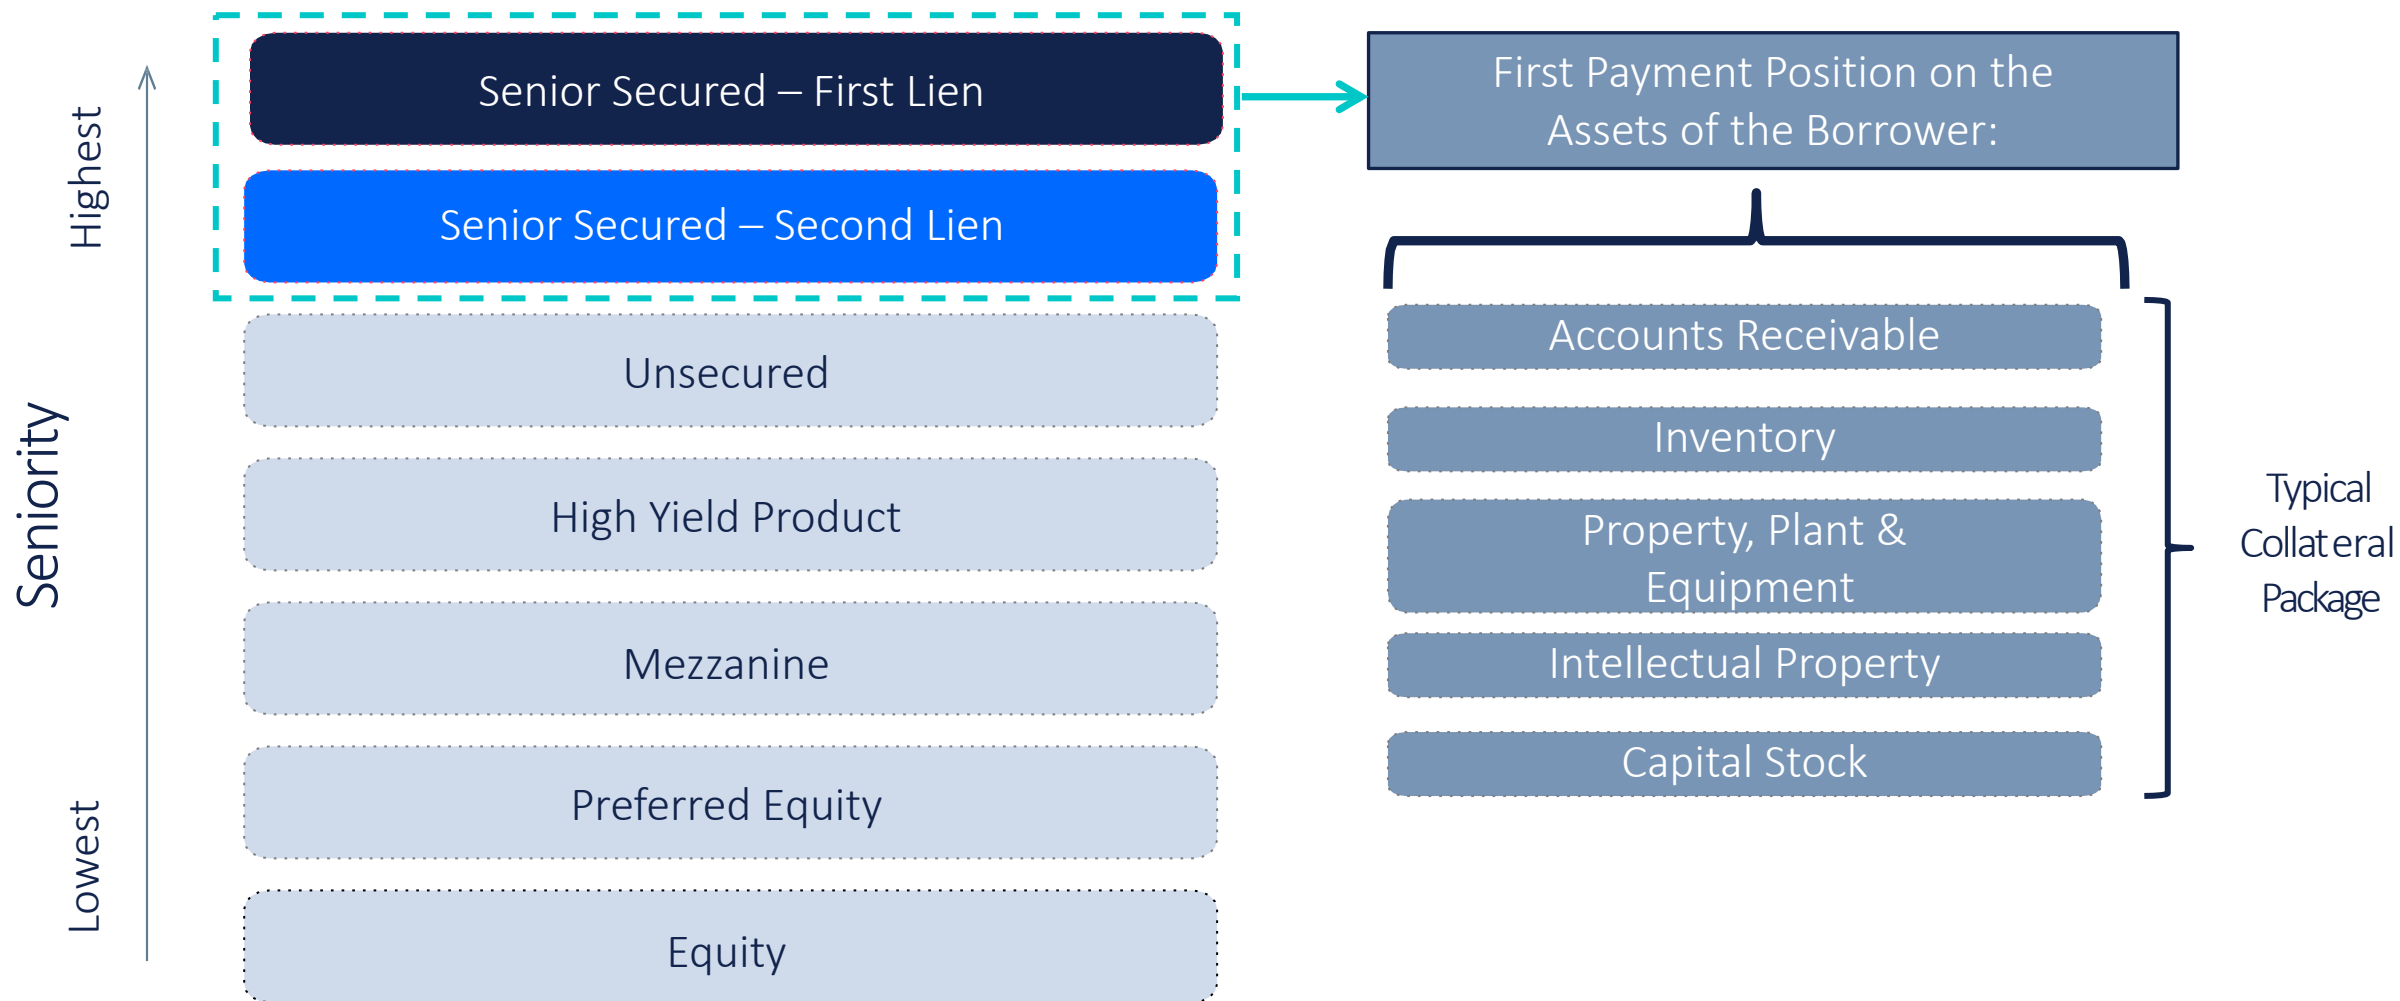 Seniority
Highest
Lowest
Senior Secured – First Lien
Senior Secured – Second Lien
Unsecured
High Yield Product
Mezzanine
Preferred Equity
Equity
First Payment Position on the
Assets of the Borrower:
Accounts Receivable
Inventory
Property, Plant &
Equipment
Intellectual Property
Capital Stock
Typical
Collateral
Package